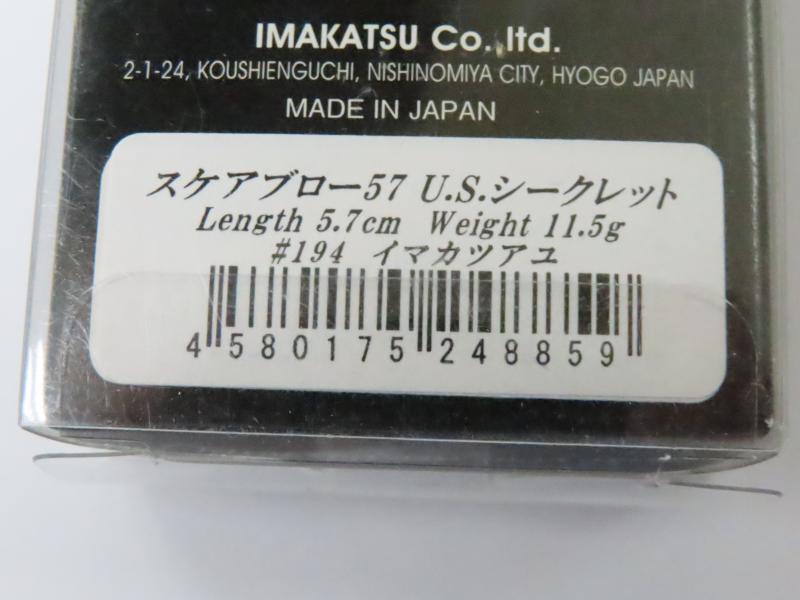 IMAKATSU Co. ltd.
2-1-24, KOUSHIENGUCHI, NISHINOMIYA CITY, HYOGO JAPAN
MADE IN JAPAN
スケアブロー57 U.S.シークレット
Length 5.7cm Weight 11.5g
#194 イマカツアユ
4 580175 248859